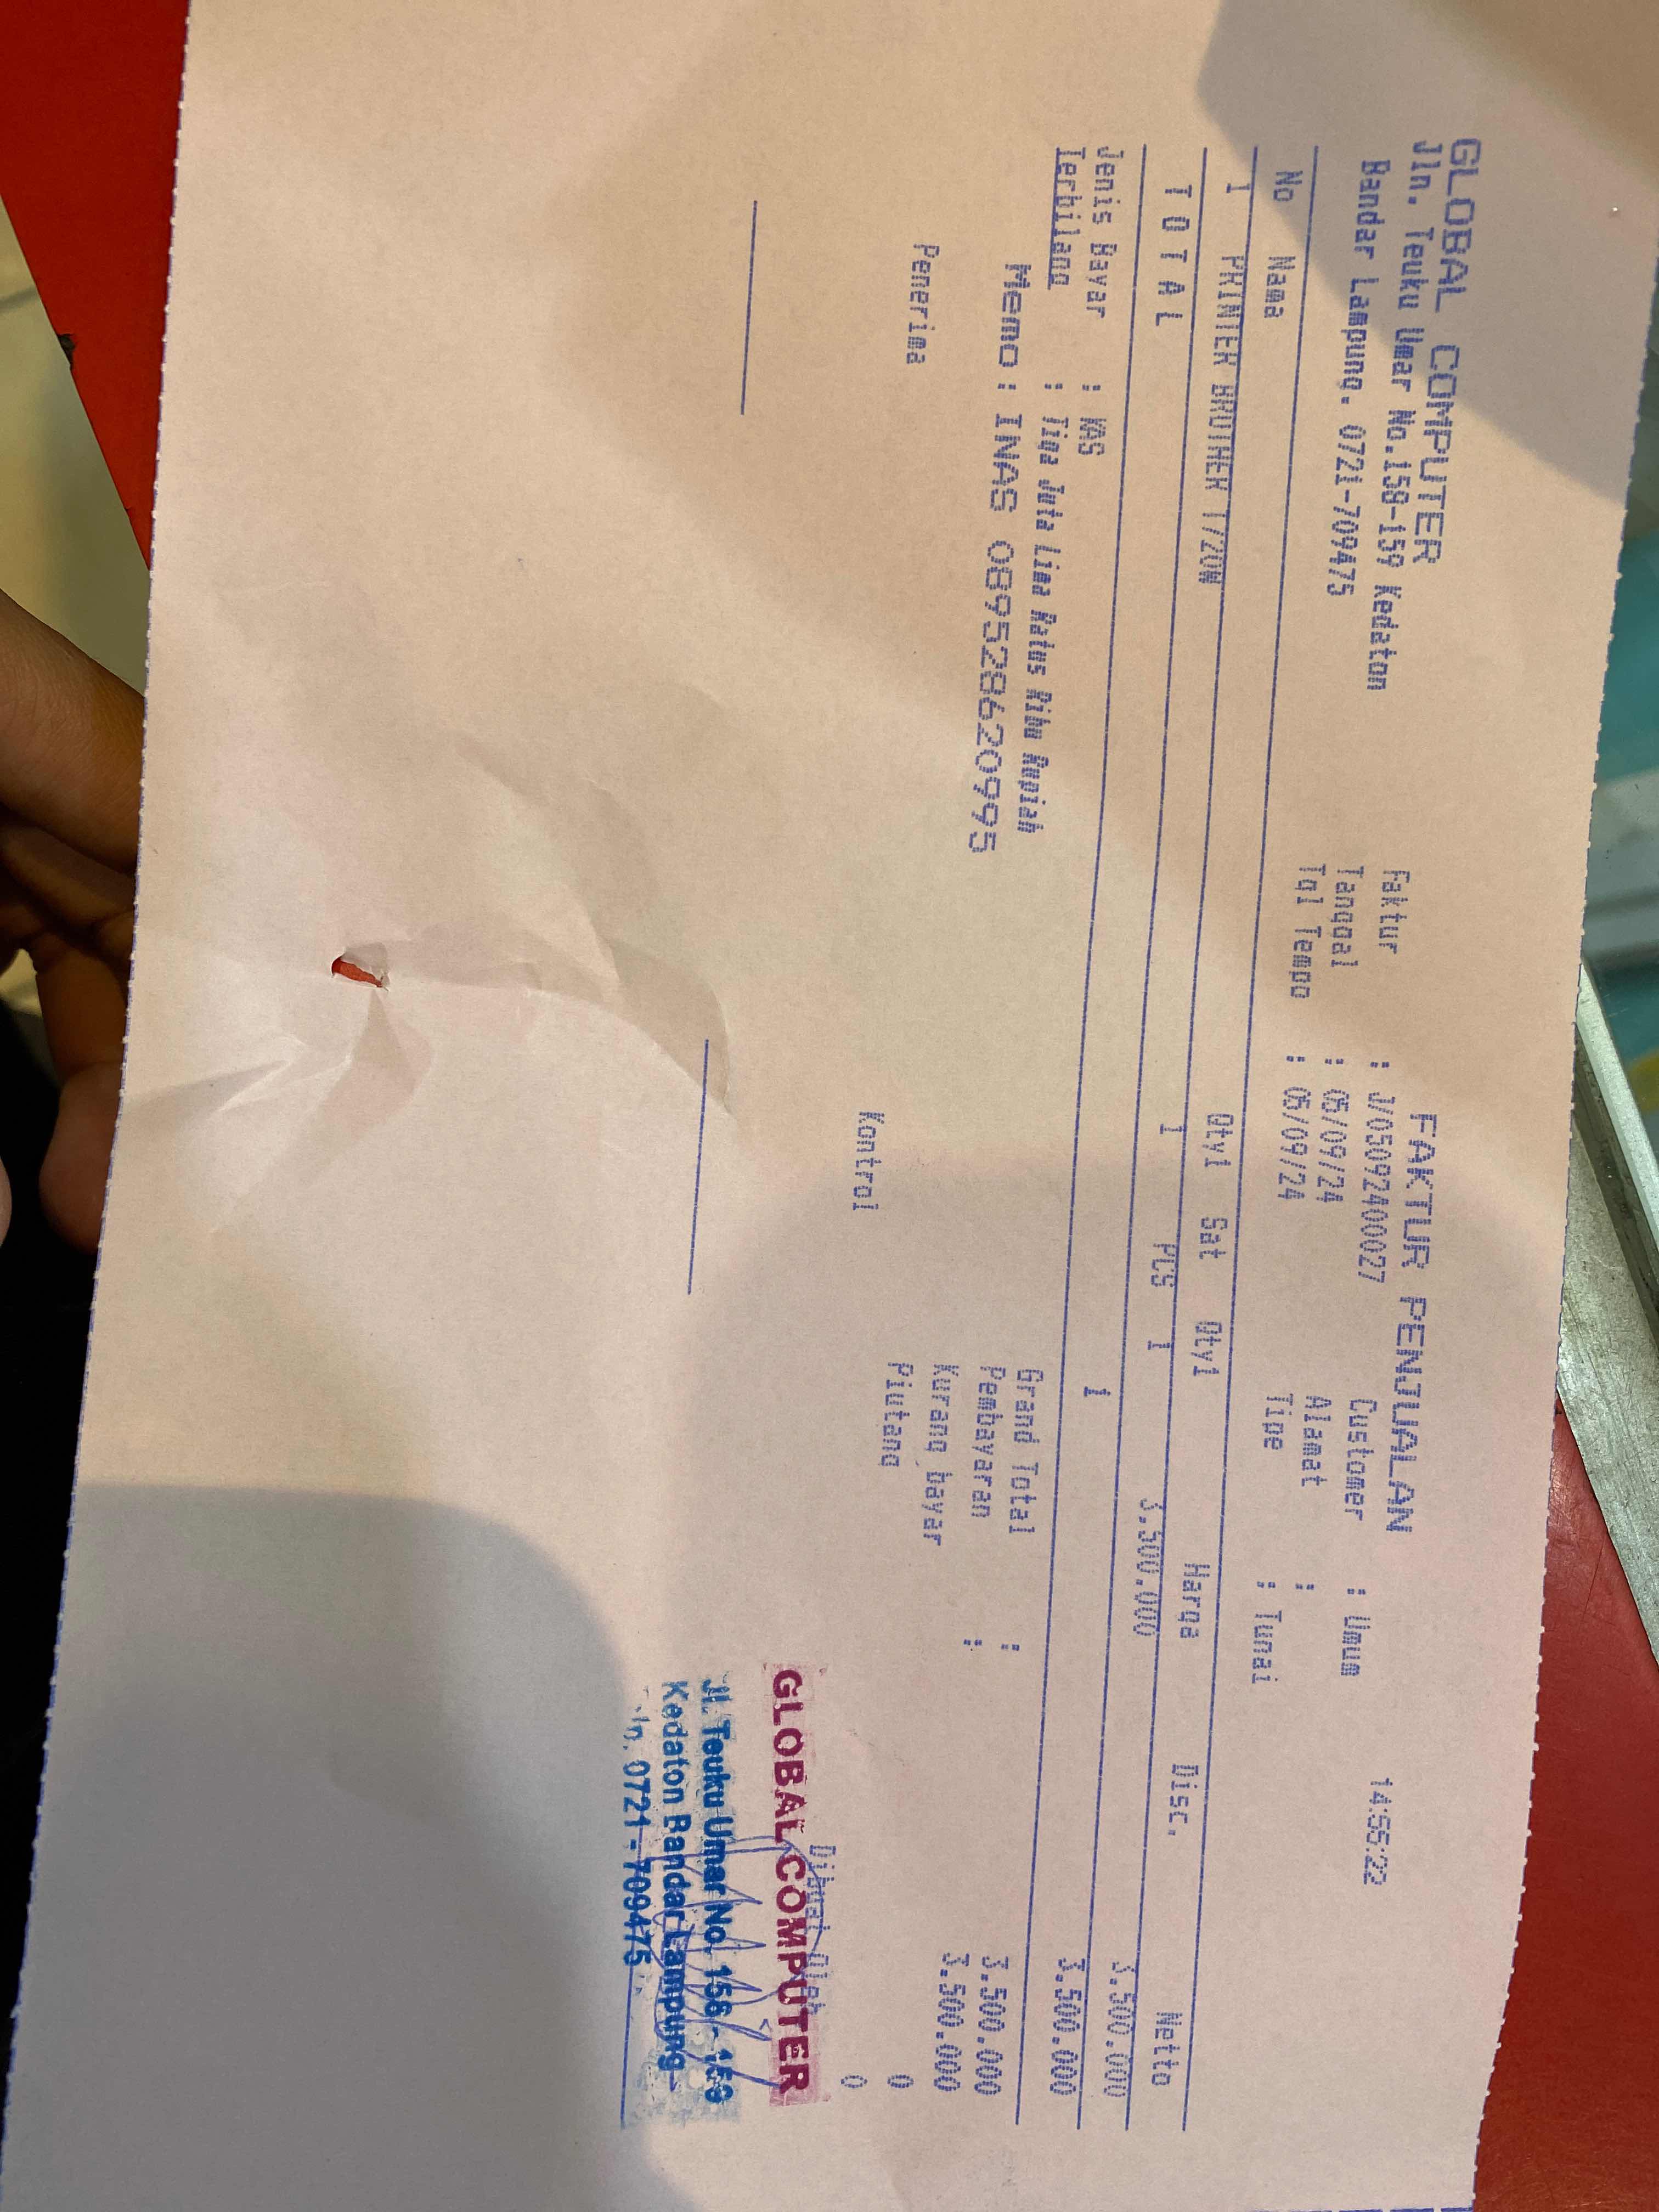 GLOBAL COMPUTER
Jln. Teuku Umar No.158-159 Kedaton
Bandar Lampung. 0721-709475
FAKTUR PENJUALAN 14:55:22
Faktur : J/05092400027
Tanggal : 05/09/24
Tgl Tempo : 05/09/24
Customer : Umum
Alamat :
Tipe : Tunai
No Nama Qty1 Sat Qty1 Harga Disc. Netto
1 PRINTER BROTHER T720W 1 PCS 1 3.500.000 3.500.000
T O T A L 1 3.500.000
Jenis Bayar : KAS
Terbilang : Tiga Juta Lima Ratus Ribu Rupiah
Memo : INAS 089528620995
Grand Total : 3.500.000
Pembayaran : 3.500.000
Kurang bayar 0
Piutang 0
Penerima Kontrol Dibuat Oleh
GLOBAL COMPUTER
Jl. Teuku Umar No. 158 - 159
Kedaton Bandar Lampung
0721 - 709475